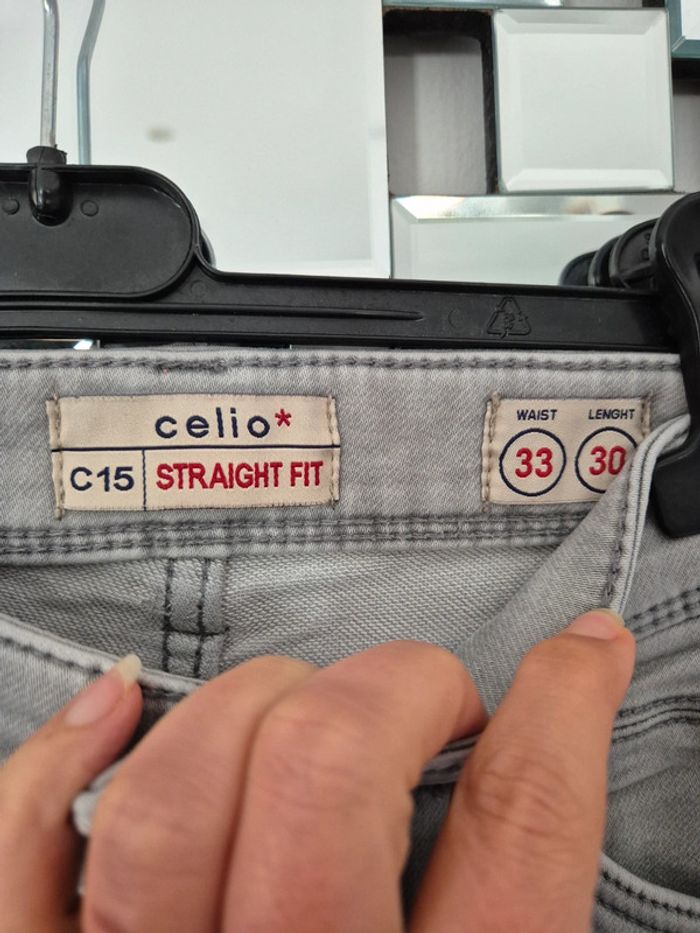 celio*
C15 STRAIGHT FIT
WAIST LENGHT
33 30